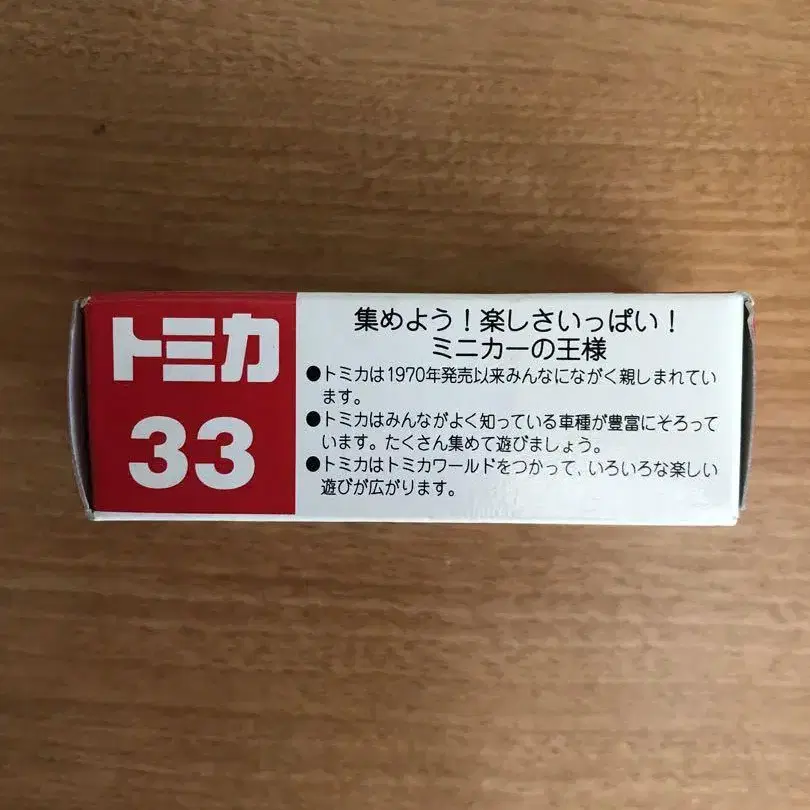 トミカ
33
集めよう！楽しさいっぱい！
ミニカーの王様
●トミカは1970年発売以来みんなにながく親しまれてい
ます。
●トミカはみんながよく知っている車種が豊富にそろって
います。たくさん集めて遊びましょう。
●トミカはトミカワールドをつかって、いろいろな楽しい
遊びが広がります。